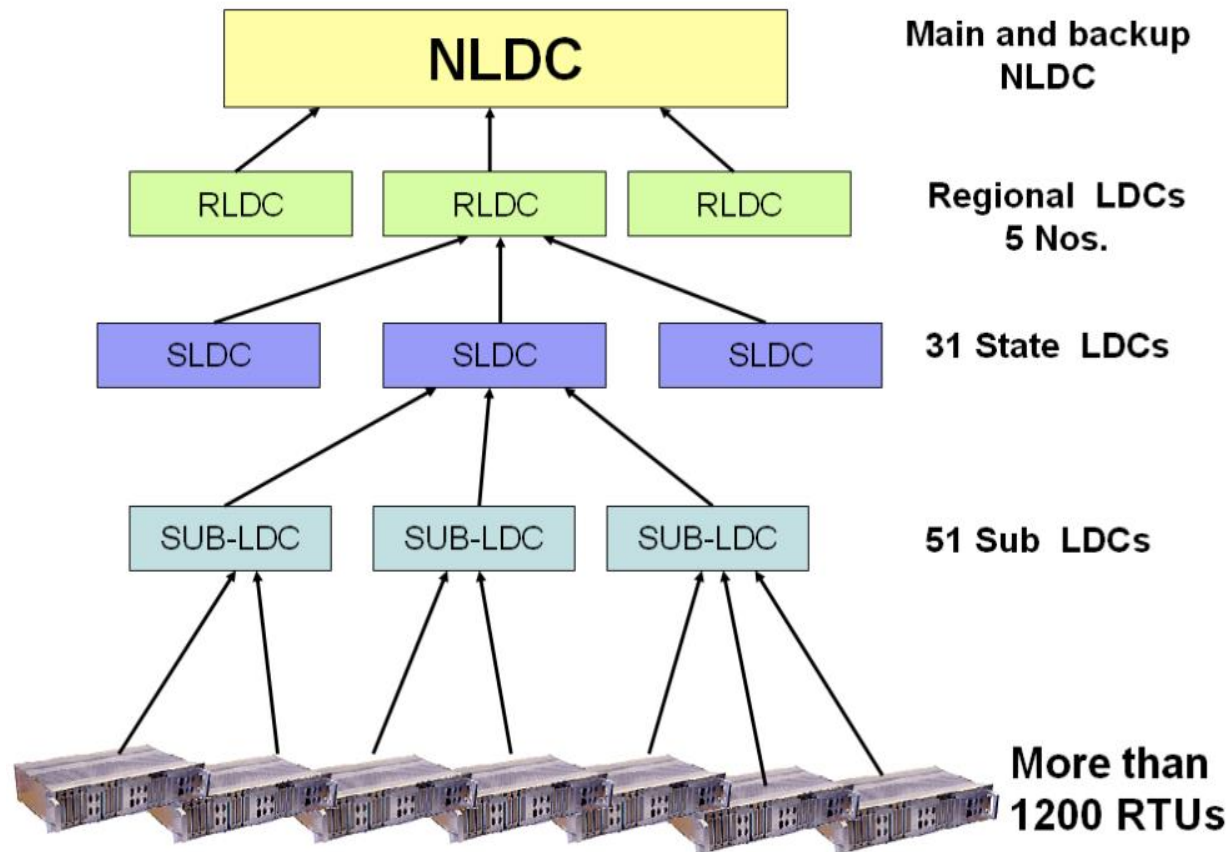 NLDC
Main and backup
NLDC
RLDC
RLDC
RLDC
Regional LDCs
5 Nos.
SLDC
SLDC
SLDC
31 State LDCs
SUB-LDC
SUB-LDC
SUB-LDC
51 Sub LDCs
More than
1200 RTUs